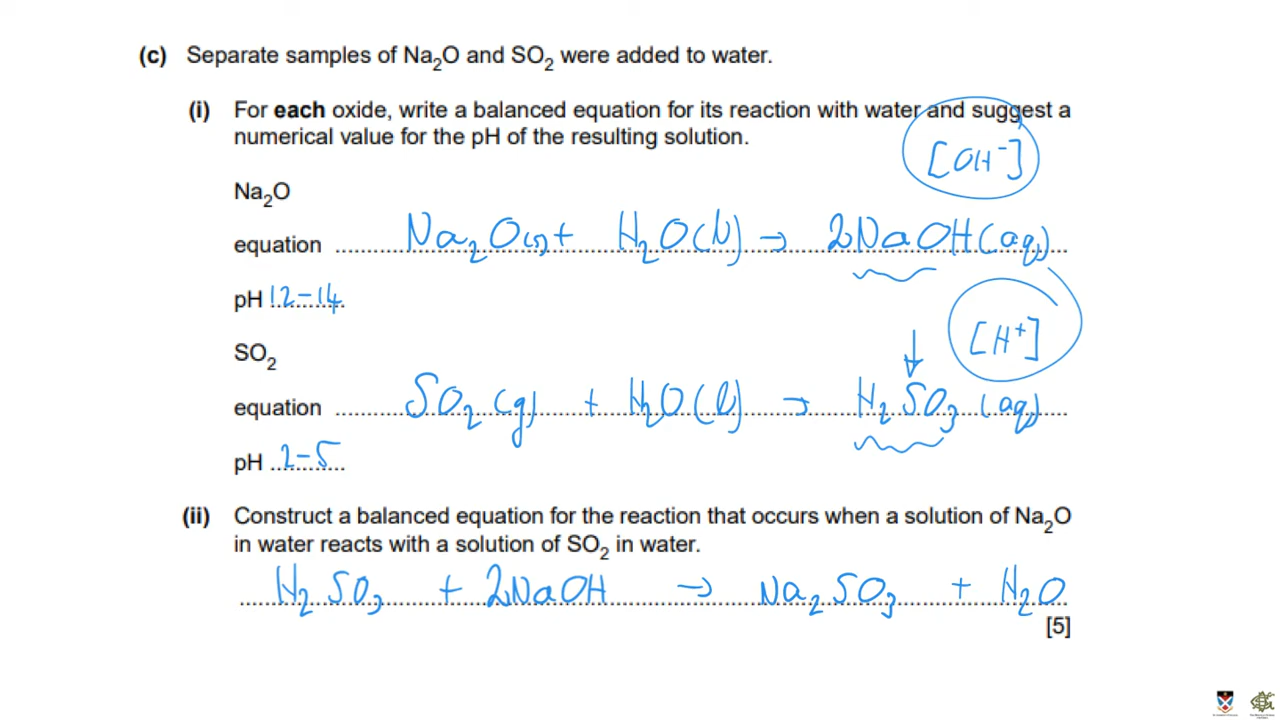 (c) Separate samples of Na₂O and SO₂ were added to water.
(i) For each oxide, write a balanced equation for its reaction with water and suggest a
numerical value for the pH of the resulting solution.
[OH⁻]
Na₂O
equation Na₂O(s) + H₂O(l) → 2NaOH(aq)
pH 12-14
[H⁺]
SO₂
equation SO₂(g) + H₂O(l) → H₂SO₃(aq)
pH 2-5
(ii) Construct a balanced equation for the reaction that occurs when a solution of Na₂O
in water reacts with a solution of SO₂ in water.
H₂SO₃ + 2NaOH → Na₂SO₃ + H₂O
[5]